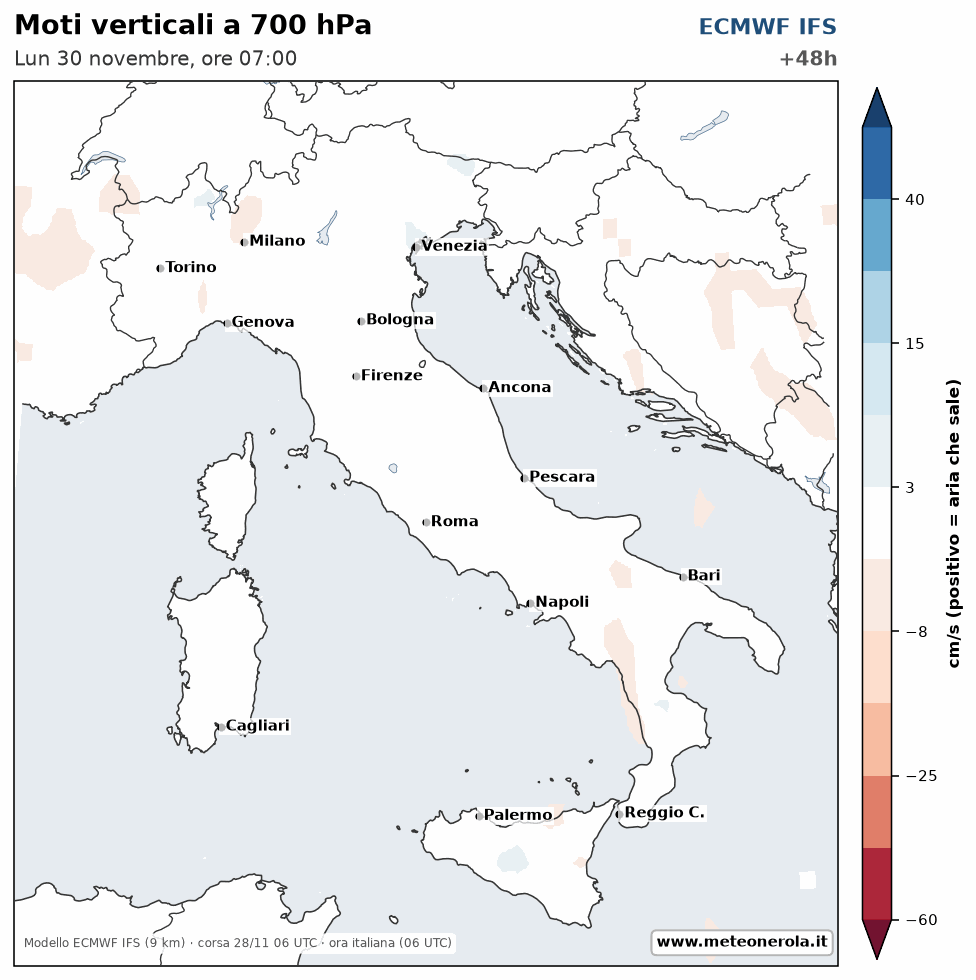 Moti verticali a 700 hPa
ECMWF IFS
Lun 30 novembre, ore 07:00
+48h
Milano
Venezia
Torino
Genova
Bologna
Firenze
Ancona
Pescara
Roma
Bari
Napoli
Cagliari
Palermo
Reggio C.
40
15
3
−8
−25
−60
cm/s (positivo = aria che sale)
Modello ECMWF IFS (9 km) · corsa 28/11 06 UTC · ora italiana (06 UTC)
www.meteonerola.it